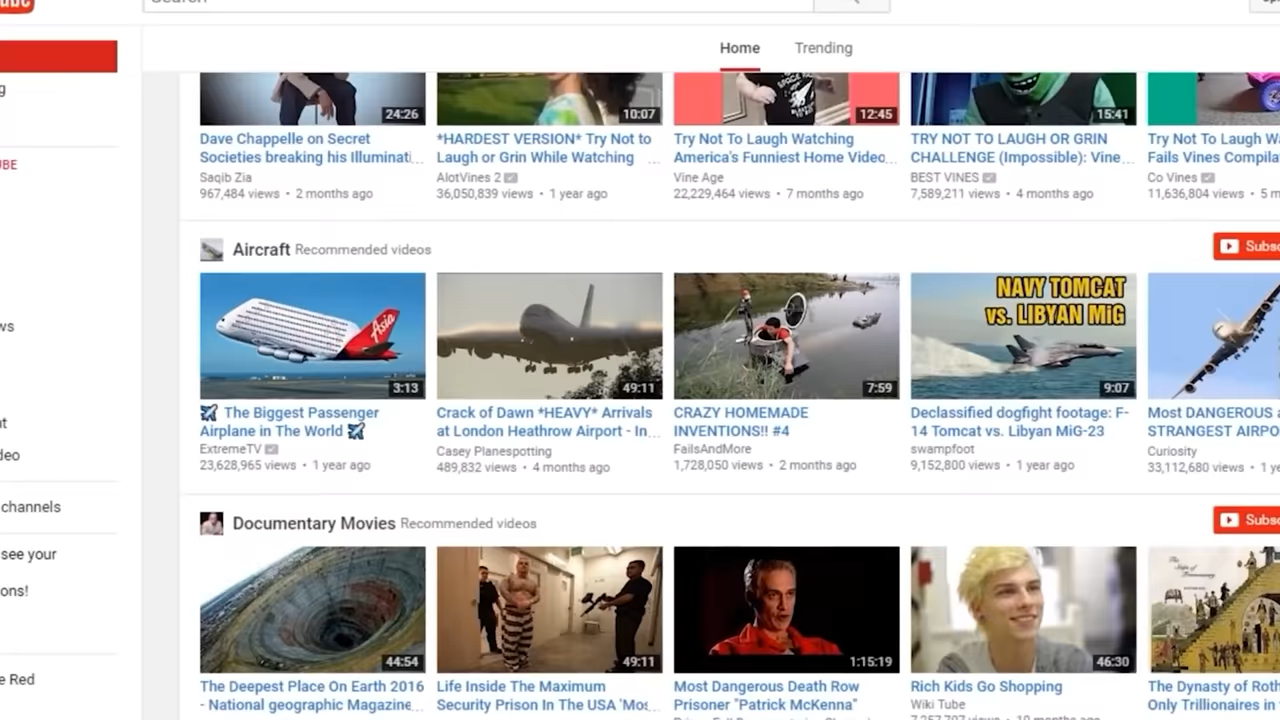 Search
Home
Trending
24:26
10:07
12:45
15:41
Dave Chappelle on Secret
Societies breaking his Illuminati...
Saqib Zia
967,484 views • 2 months ago
*HARDEST VERSION* Try Not to
Laugh or Grin While Watching ...
AlotVines 2
36,050,839 views • 1 year ago
Try Not To Laugh Watching
America's Funniest Home Video...
Vine Age
22,229,464 views • 7 months ago
TRY NOT TO LAUGH OR GRIN
CHALLENGE (Impossible): Vine...
BEST VINES
7,589,211 views • 4 months ago
Try Not To Laugh
Fails Vines
Co Vines
11,636,804 views • 5
Aircraft Recommended videos
Asia
3:13
49:11
7:59
NAVY TOMCAT
vs. LIBYAN MiG
9:07
The Biggest Passenger
Airplane in The World
ExtremeTV
23,628,965 views • 1 year ago
Crack of Dawn *HEAVY* Arrivals
at London Heathrow Airport - In...
Casey Planespotting
489,832 views • 4 months ago
CRAZY HOMEMADE
INVENTIONS!! #4
FailsAndMore
1,728,050 views • 2 months ago
Declassified dogfight footage: F-
14 Tomcat vs. Libyan MiG-23
swampfoot
9,152,800 views • 1 year ago
Most DANGEROUS
STRANGEST
Curiosity
33,112,680 views • 1
channels
see your
Documentary Movies Recommended videos
44:54
49:11
1:15:19
46:30
The Deepest Place On Earth 2016
- National geographic Magazine...
Life Inside The Maximum
Security Prison In The USA 'Mos...
Most Dangerous Death Row
Prisoner "Patrick McKenna"
Rich Kids Go Shopping
Wiki Tube
The Dynasty of
Only Trillionaires in
Red